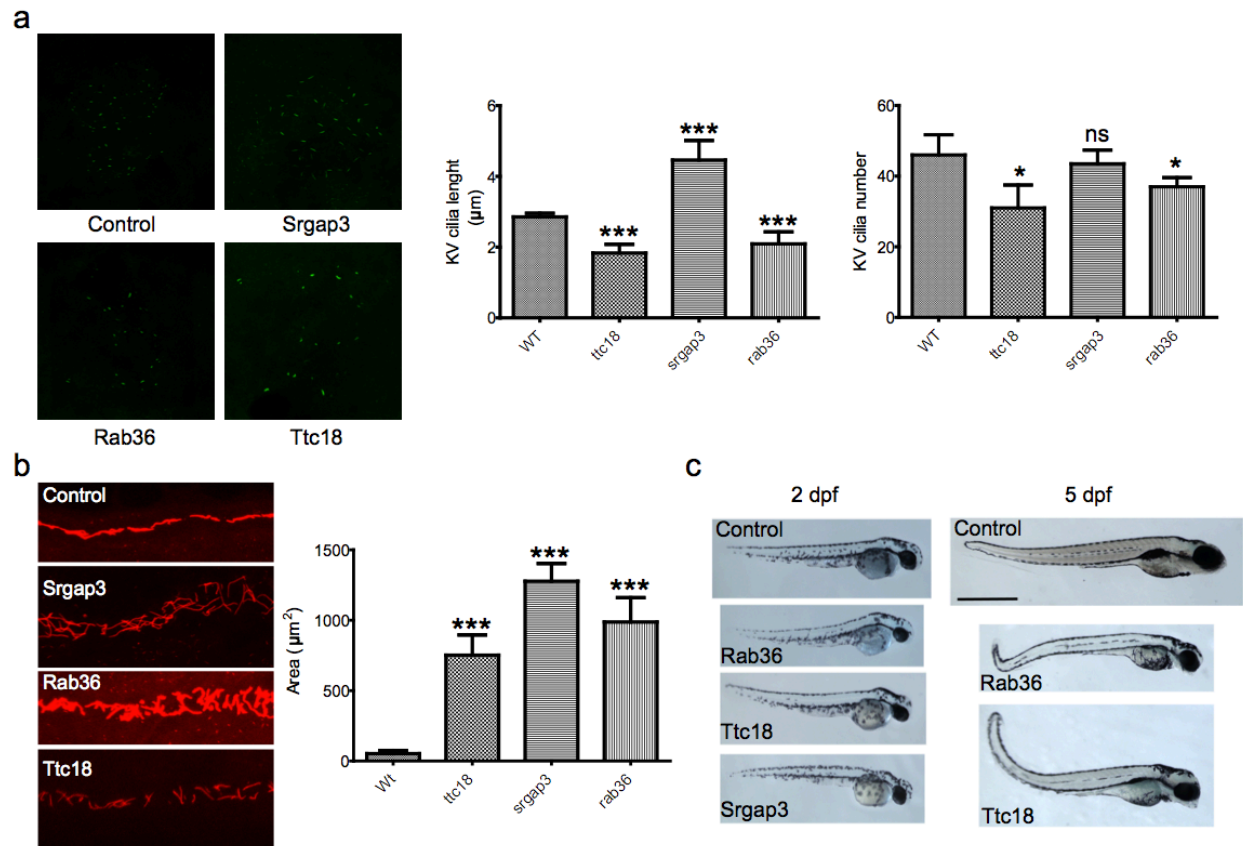 a
Control
Srgap3
Rab36
Ttc18
KV cilia lenght
(µm)
6
4
2
0
***
***
***
WT
ttc18
srgap3
rab36
KV cilia number
60
40
20
0
*
ns
*
WT
ttc18
srgap3
rab36
b
Control
Srgap3
Rab36
Ttc18
Area (µm²)
1500
1000
500
0
***
***
***
Wt
ttc18
srgap3
rab36
c
2 dpf
5 dpf
Control
Rab36
Ttc18
Srgap3
Control
Rab36
Ttc18